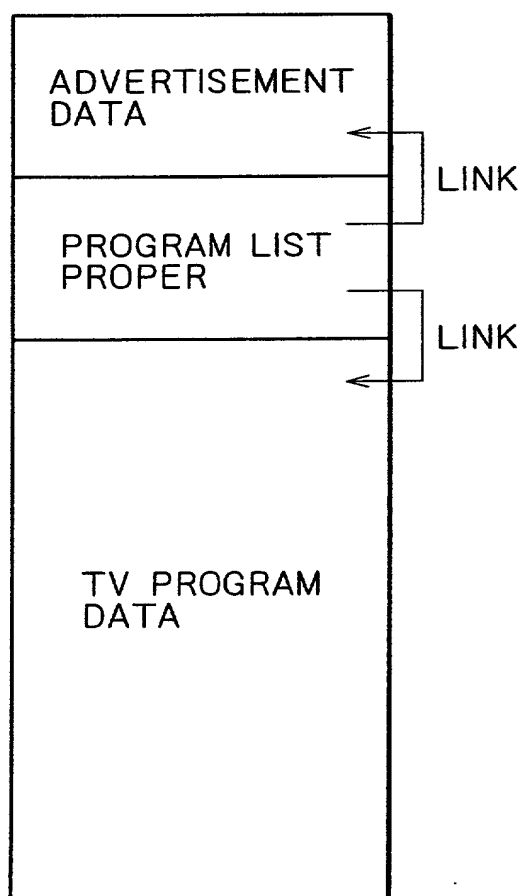 ADVERTISEMENT
DATA
LINK
PROGRAM LIST
PROPER
LINK
TV PROGRAM
DATA